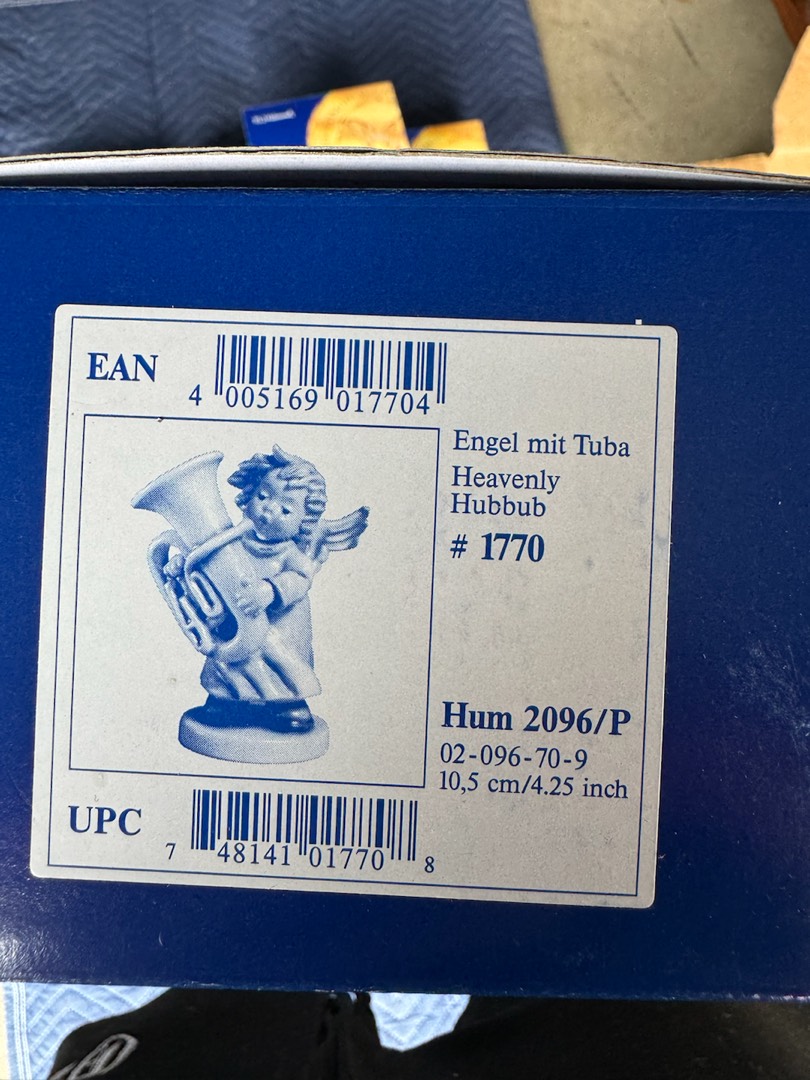 EAN
4 005169 017704
Engel mit Tuba
Heavenly
Hubbub
# 1770
Hum 2096/P
02-096-70-9
10,5 cm/4.25 inch
UPC
7 48141 01770 8